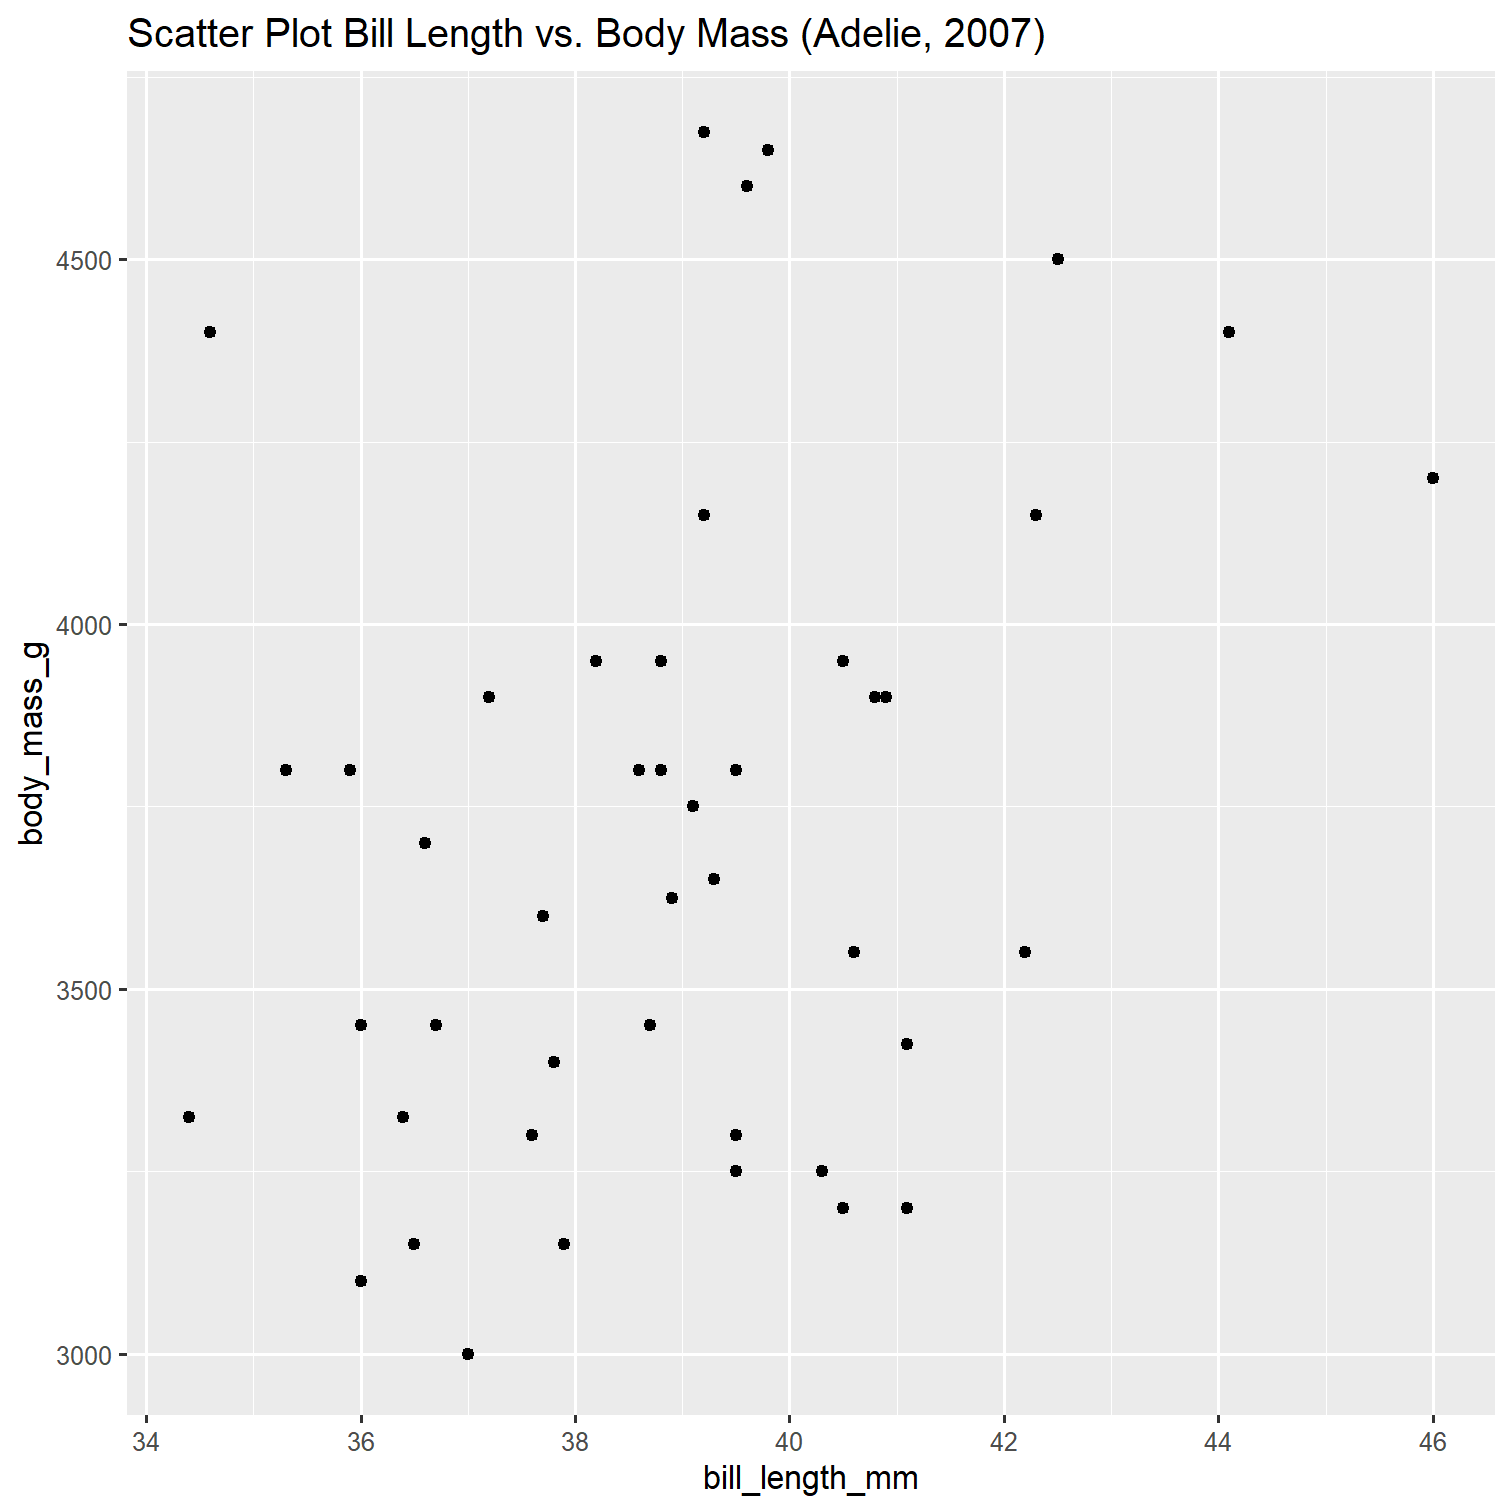 Scatter Plot Bill Length vs. Body Mass (Adelie, 2007)
body_mass_g
4500
4000
3500
3000
34 36 38 40 42 44 46
bill_length_mm